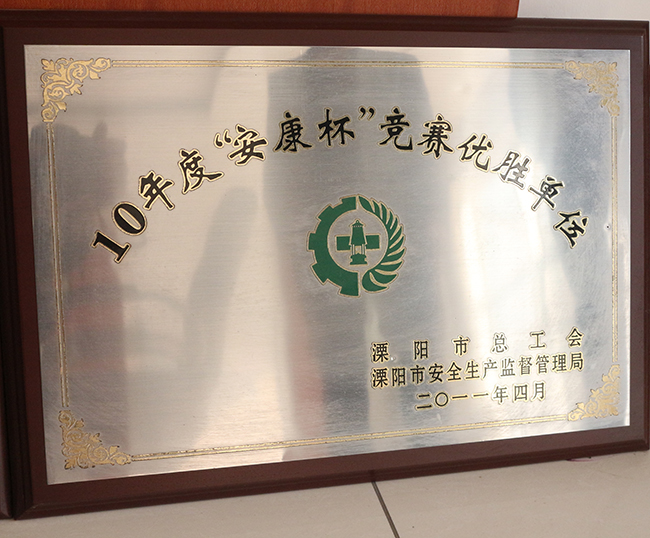 10年度“安康杯”竞赛优胜单位
溧阳市总工会
溧阳市安全生产监督管理局
二〇一一年四月